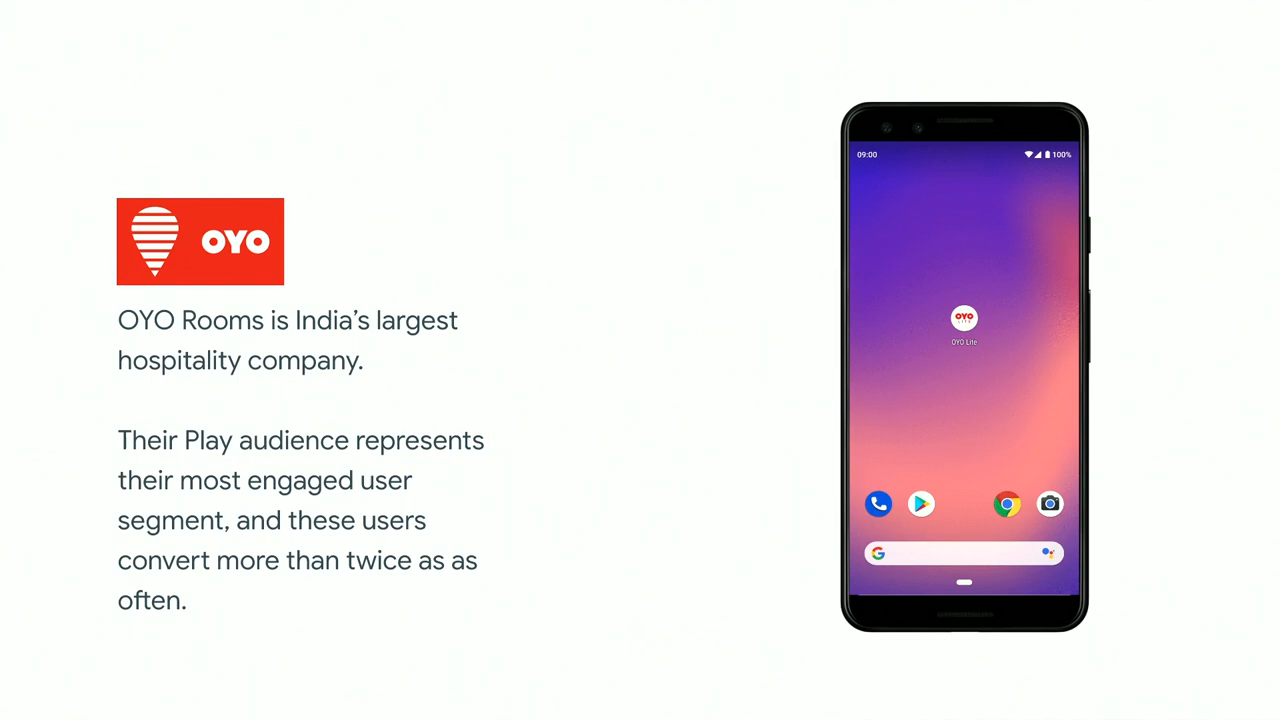 OYO
OYO Rooms is India's largest
hospitality company.
Their Play audience represents
their most engaged user
segment, and these users
convert more than twice as as
often.
09:00
100%
OYO
LITE
OYO Lite
G